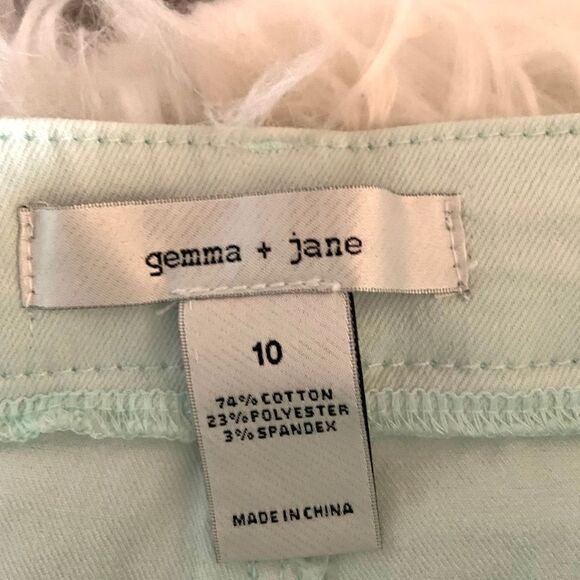 gemma + jane
10
74% COTTON
23% POLYESTER
3% SPANDEX
MADE IN CHINA